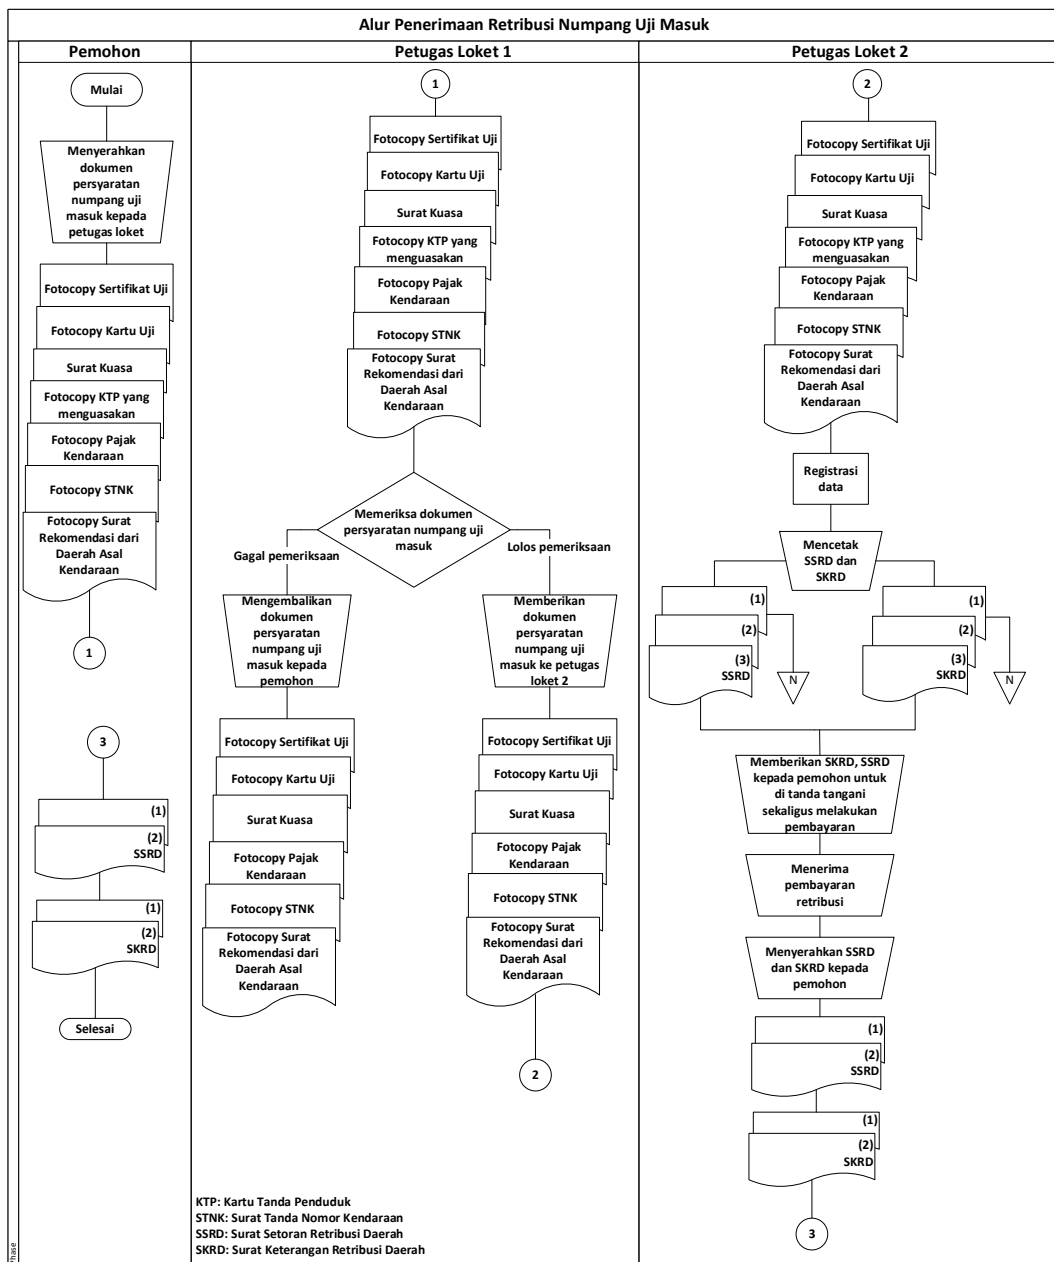 Alur Penerimaan Retribusi Numpang Uji Masuk
Pemohon
Petugas Loket 1
Petugas Loket 2
Mulai
Menyerahkan
dokumen
persyaratan
numpang uji
masuk kepada
petugas loket
Fotocopy Sertifikat Uji
Fotocopy Kartu Uji
Surat Kuasa
Fotocopy KTP yang
menguasakan
Fotocopy Pajak
Kendaraan
Fotocopy STNK
Fotocopy Surat
Rekomendasi dari
Daerah Asal
Kendaraan
1
3
(1)
(2)
SSRD
(1)
(2)
SKRD
Selesai
1
Fotocopy Sertifikat Uji
Fotocopy Kartu Uji
Surat Kuasa
Fotocopy KTP yang
menguasakan
Fotocopy Pajak
Kendaraan
Fotocopy STNK
Fotocopy Surat
Rekomendasi dari
Daerah Asal
Kendaraan
Memeriksa dokumen
persyaratan numpang uji
masuk
Gagal pemeriksaan
Lolos pemeriksaan
Mengembalikan
dokumen
persyaratan
numpang uji
masuk kepada
pemohon
Fotocopy Sertifikat Uji
Fotocopy Kartu Uji
Surat Kuasa
Fotocopy Pajak
Kendaraan
Fotocopy STNK
Fotocopy Surat
Rekomendasi dari
Daerah Asal
Kendaraan
Memberikan
dokumen
persyaratan
numpang uji
masuk ke petugas
loket 2
Fotocopy Sertifikat Uji
Fotocopy Kartu Uji
Surat Kuasa
Fotocopy Pajak
Kendaraan
Fotocopy STNK
Fotocopy Surat
Rekomendasi dari
Daerah Asal
Kendaraan
2
KTP: Kartu Tanda Penduduk
STNK: Surat Tanda Nomor Kendaraan
SSRD: Surat Setoran Retribusi Daerah
SKRD: Surat Keterangan Retribusi Daerah
2
Fotocopy Sertifikat Uji
Fotocopy Kartu Uji
Surat Kuasa
Fotocopy KTP yang
menguasakan
Fotocopy Pajak
Kendaraan
Fotocopy STNK
Fotocopy Surat
Rekomendasi dari
Daerah Asal
Kendaraan
Registrasi
data
Mencetak
SSRD dan
SKRD
(1)
(2)
(3)
SSRD
N
(1)
(2)
(3)
SKRD
N
Memberikan SKRD, SSRD
kepada pemohon untuk
di tanda tangani
sekaligus melakukan
pembayaran
Menerima
pembayaran
retribusi
Menyerahkan SSRD
dan SKRD kepada
pemohon
(1)
(2)
SSRD
(1)
(2)
SKRD
3
Phase